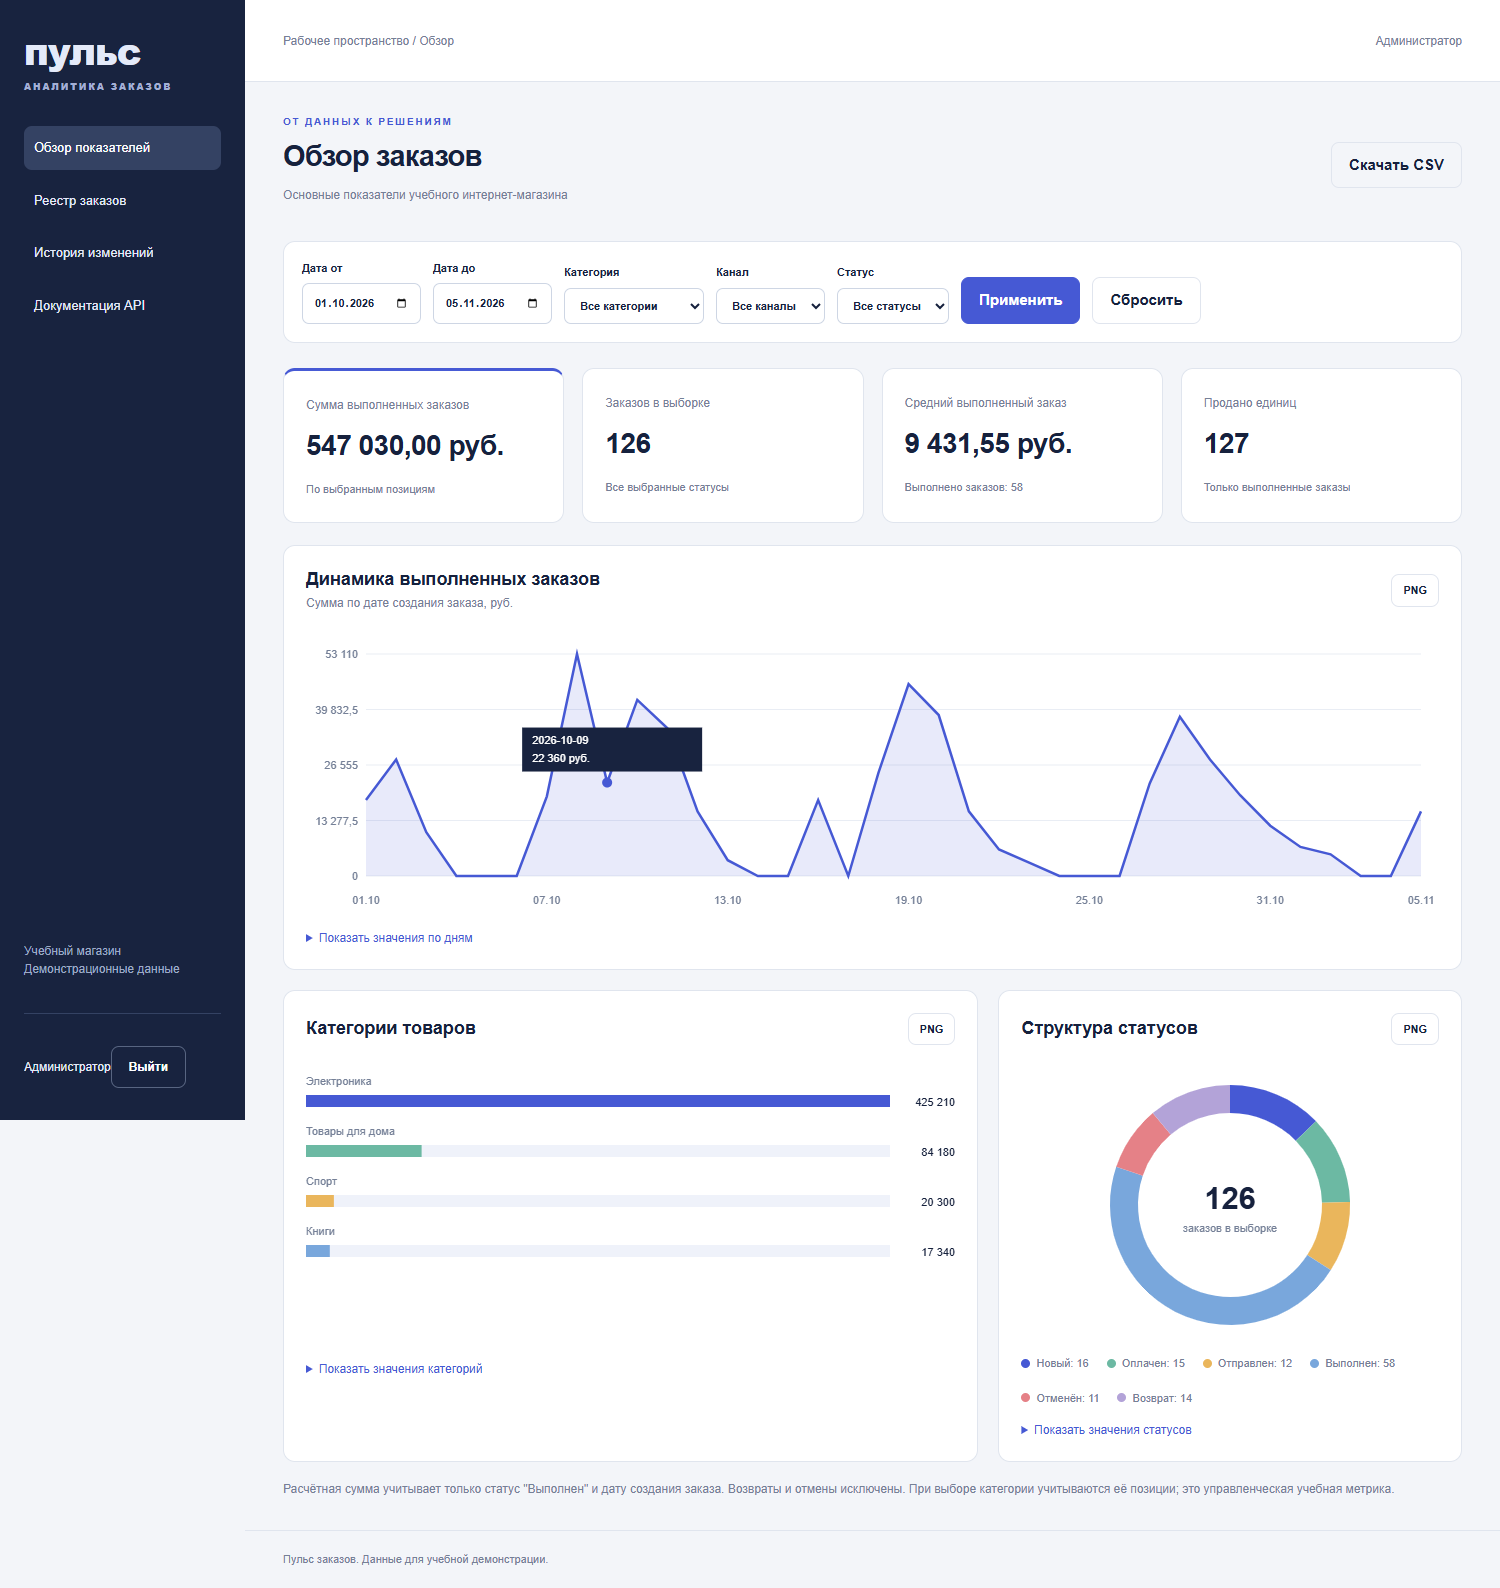 пульс
АНАЛИТИКА ЗАКАЗОВ
Обзор показателей
Реестр заказов
История изменений
Документация API
Учебный магазин
Демонстрационные данные
Администратор
Выйти
Рабочее пространство / Обзор
Администратор
ОТ ДАННЫХ К РЕШЕНИЯМ
Обзор заказов
Основные показатели учебного интернет-магазина
Скачать CSV
Дата от
Дата до
Категория
Канал
Статус
01.10.2026
05.11.2026
Все категории
Все каналы
Все статусы
Применить
Сбросить
Сумма выполненных заказов
547 030,00 руб.
По выбранным позициям
Заказов в выборке
126
Все выбранные статусы
Средний выполненный заказ
9 431,55 руб.
Выполнено заказов: 58
Продано единиц
127
Только выполненные заказы
Динамика выполненных заказов
Сумма по дате создания заказа, руб.
PNG
53 110
39 832,5
26 555
13 277,5
0
2026-10-09
22 360 руб.
01.10
07.10
13.10
19.10
25.10
31.10
05.11
Показать значения по дням
Категории товаров
PNG
Электроника
425 210
Товары для дома
84 180
Спорт
20 300
Книги
17 340
Показать значения категорий
Структура статусов
PNG
126
заказов в выборке
Новый: 16
Оплачен: 15
Отправлен: 12
Выполнен: 58
Отменён: 11
Возврат: 14
Показать значения статусов
Расчётная сумма учитывает только статус "Выполнен" и дату создания заказа. Возвраты и отмены исключены. При выборе категории учитываются её позиции; это управленческая учебная метрика.
Пульс заказов. Данные для учебной демонстрации.